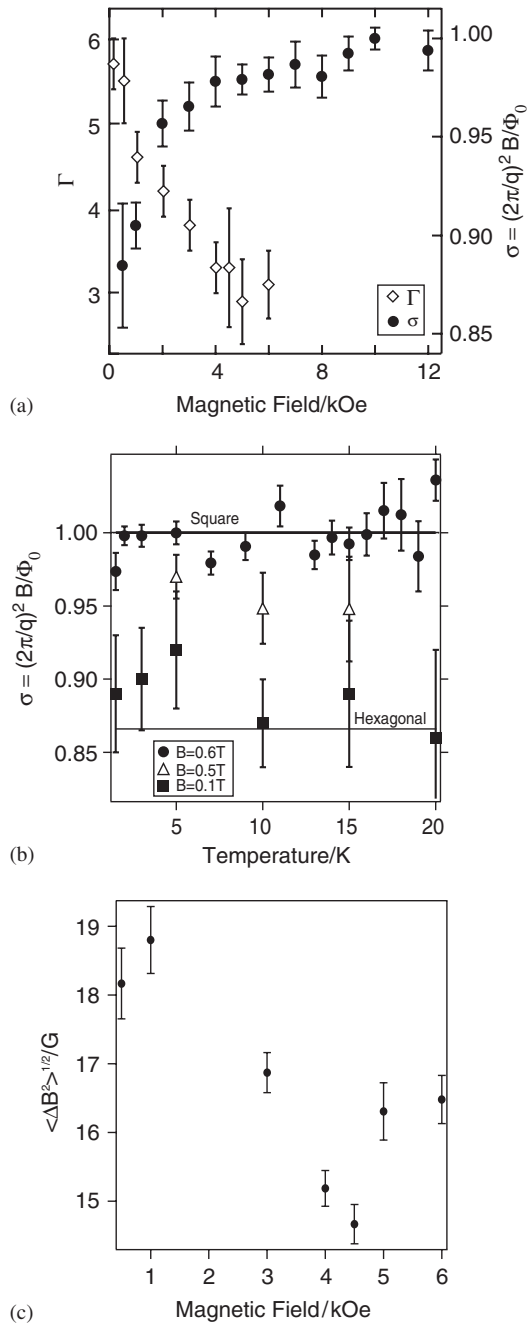 6
5
4
3
Γ
1.00
0.95
0.90
0.85
σ = (2π/q)² B/Φ₀
Γ
σ
0 2 4 6 8 10 12
(a)
Magnetic Field/kOe
1.00
0.95
0.90
0.85
σ = (2π/q)² B/Φ₀
Square
Hexagonal
B=0.6T
B=0.5T
B=0.1T
5 10 15 20
(b)
Temperature/K
19
18
17
16
15
<ΔB²>¹/²/G
1 2 3 4 5 6
(c)
Magnetic Field/kOe